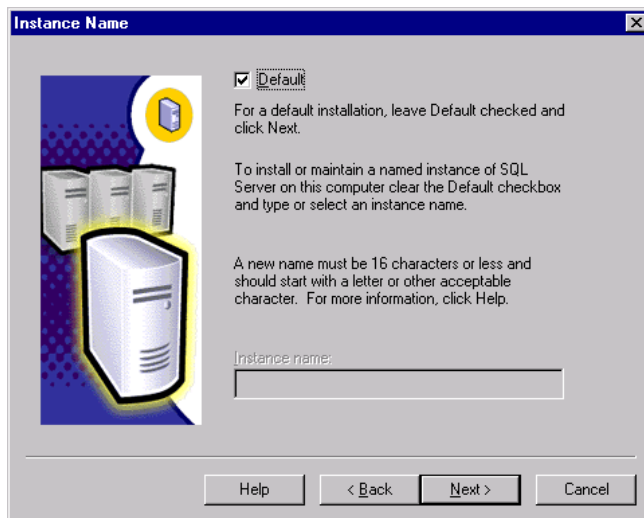 Instance Name
Default
For a default installation, leave Default checked and
click Next.
To install or maintain a named instance of SQL
Server on this computer clear the Default checkbox
and type or select an instance name.
A new name must be 16 characters or less and
should start with a letter or other acceptable
character. For more information, click Help.
Instance name:
Help
< Back
Next >
Cancel